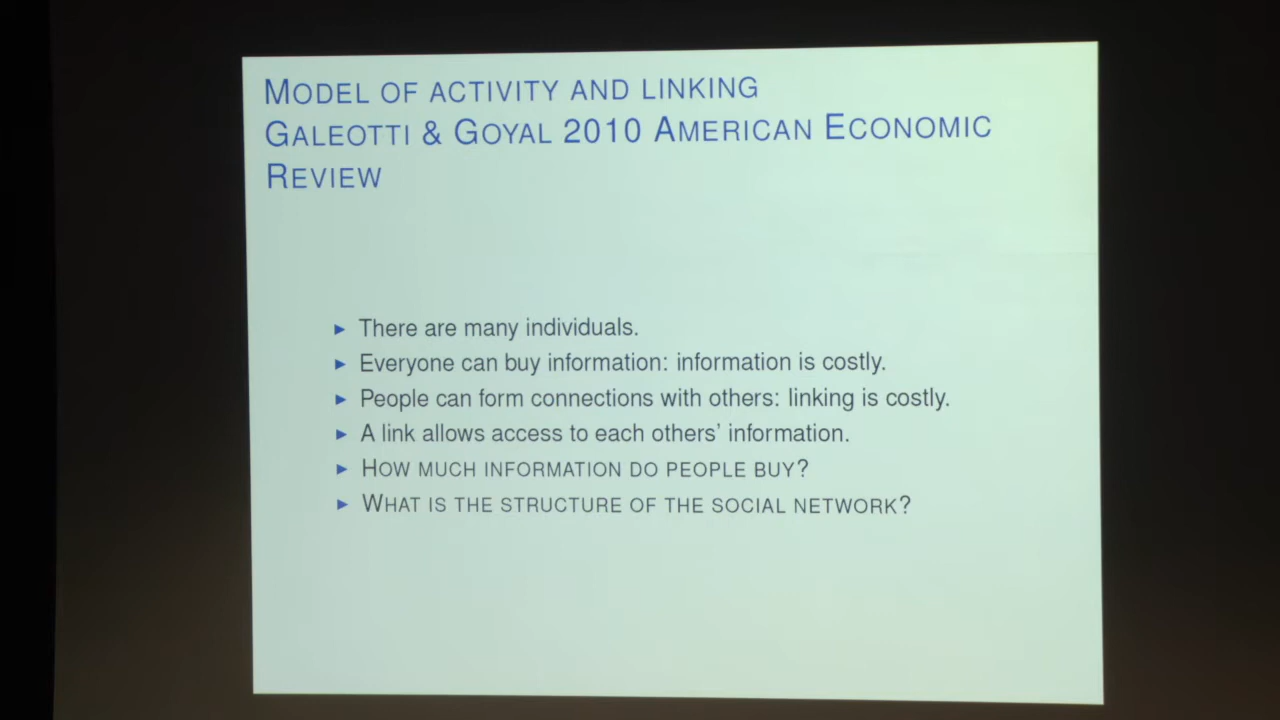 MODEL OF ACTIVITY AND LINKING
GALEOTTI & GOYAL 2010 AMERICAN ECONOMIC
REVIEW
▶ There are many individuals.
▶ Everyone can buy information: information is costly.
▶ People can form connections with others: linking is costly.
▶ A link allows access to each others' information.
▶ HOW MUCH INFORMATION DO PEOPLE BUY?
▶ WHAT IS THE STRUCTURE OF THE SOCIAL NETWORK?